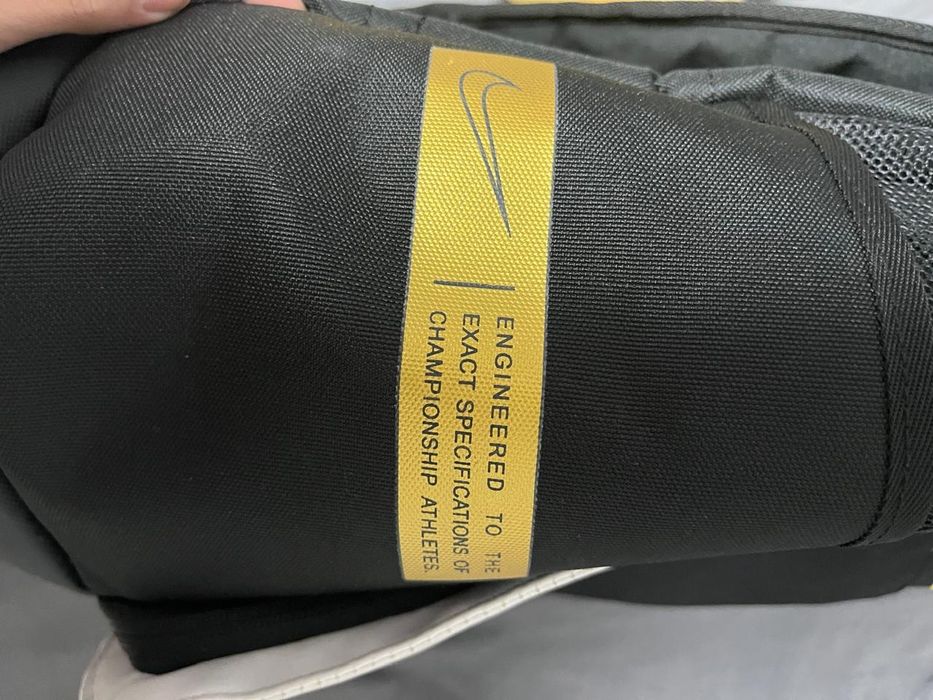 ENGINEERED TO THE
EXACT SPECIFICATIONS OF
CHAMPIONSHIP ATHLETES.